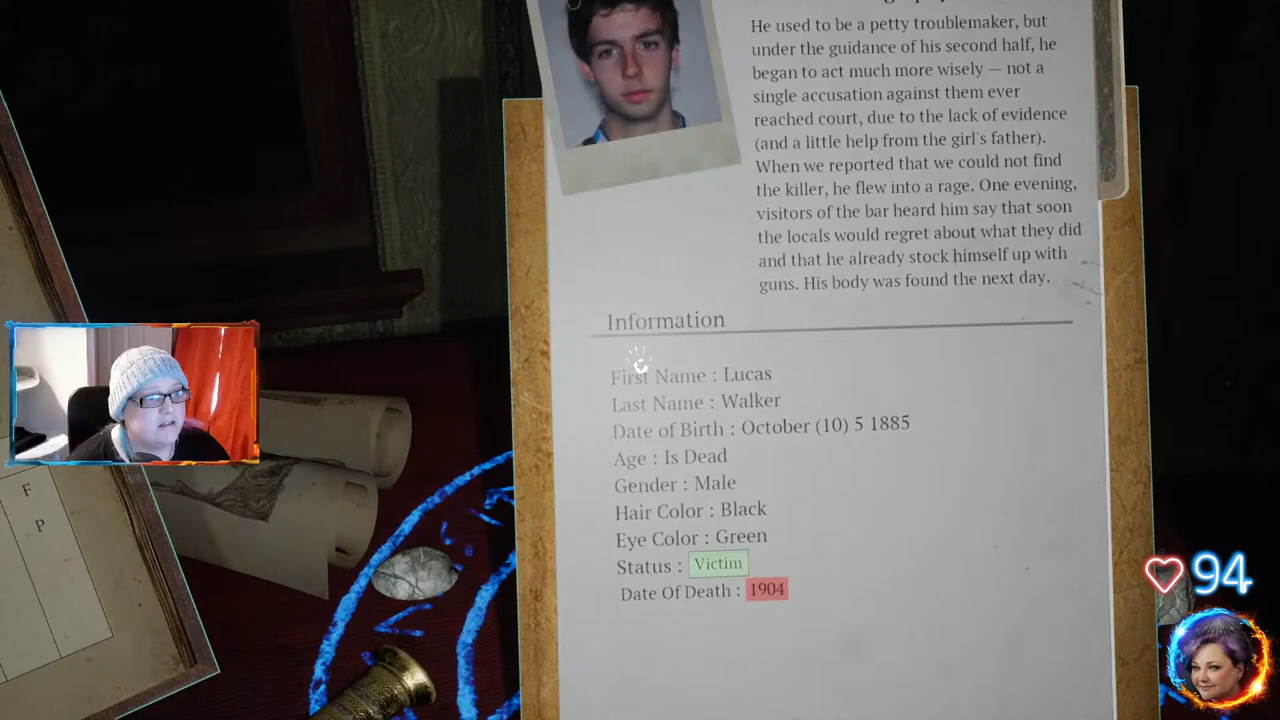 He used to be a petty troublemaker, but
under the guidance of his second half, he
began to act much more wisely — not a
single accusation against them ever
reached court, due to the lack of evidence
(and a little help from the girl's father).
When we reported that we could not find
the killer, he flew into a rage. One evening,
visitors of the bar heard him say that soon
the locals would regret about what they did
and that he already stock himself up with
guns. His body was found the next day.
Information
First Name : Lucas
Last Name : Walker
Date of Birth : October (10) 5 1885
Age : Is Dead
Gender : Male
Hair Color : Black
Eye Color : Green
Status : Victim
Date Of Death : 1904
F
P
94